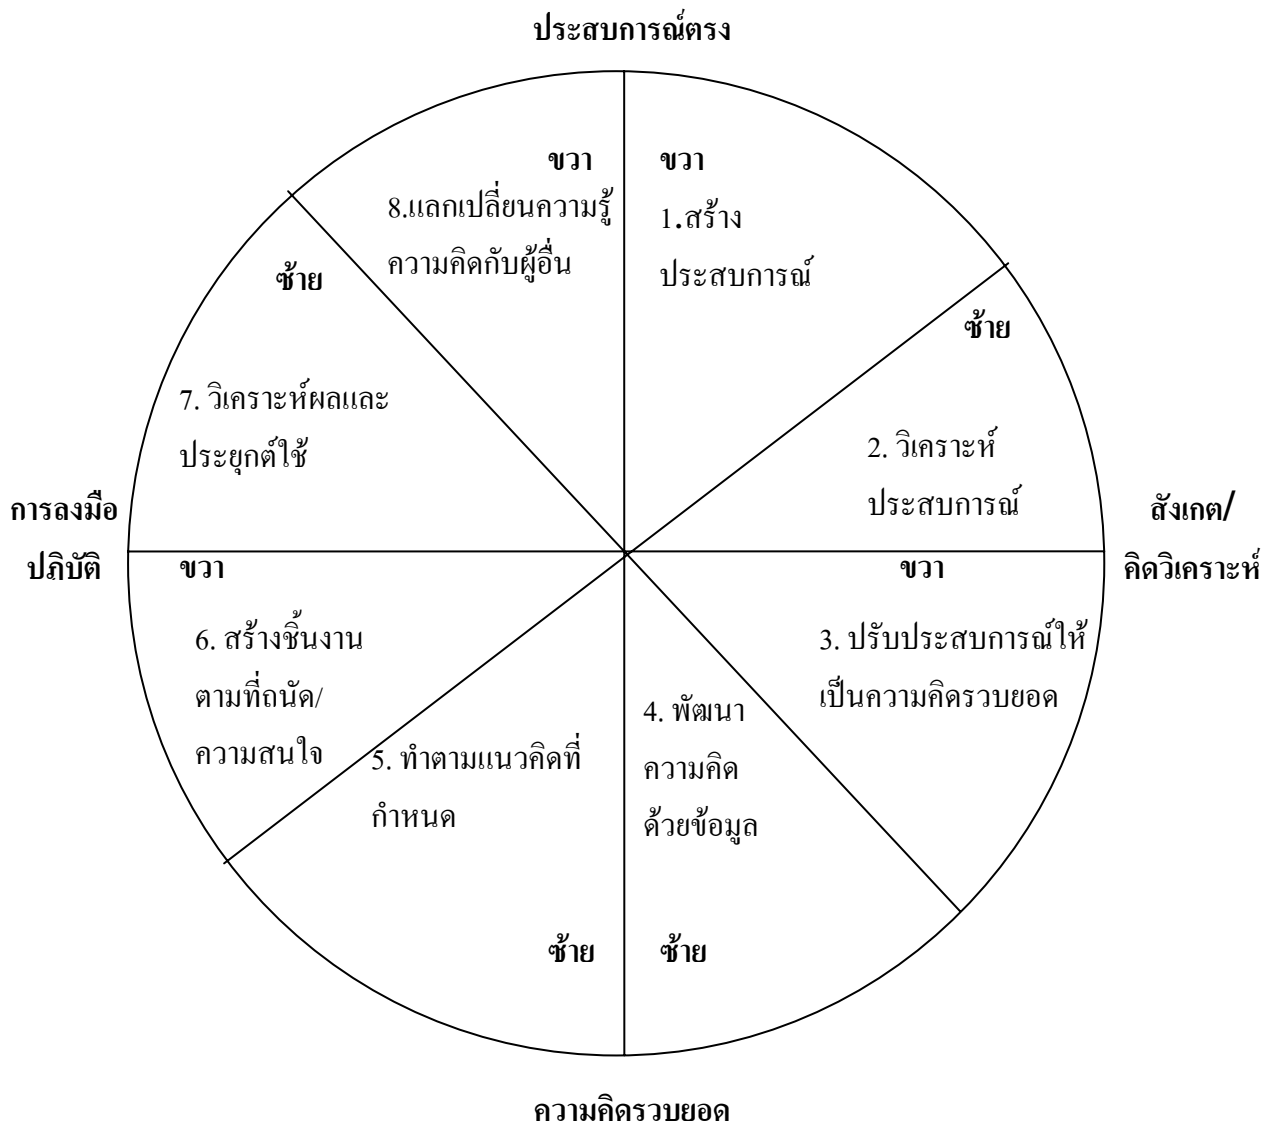 ประสบการณ์ตรง
ขวา
8.แลกเปลี่ยนความรู้
ความคิดกับผู้อื่น
ขวา
1.สร้าง
ประสบการณ์
ซ้าย
2. วิเคราะห์
ประสบการณ์
ซ้าย
7. วิเคราะห์ผลและ
ประยุกต์ใช้
การลงมือ
ปภิบัติ
สังเกต/
คิดวิเคราะห์
ขวา
6. สร้างชิ้นงาน
ตามที่ถนัด/
ความสนใจ
ขวา
3. ปรับประสบการณ์ให้
เป็นความคิดรวบยอด
5. ทำตามแนวคิดที่
กำหนด
ซ้าย
4. พัฒนา
ความคิด
ด้วยข้อมูล
ซ้าย
ความคิดรวบยอด